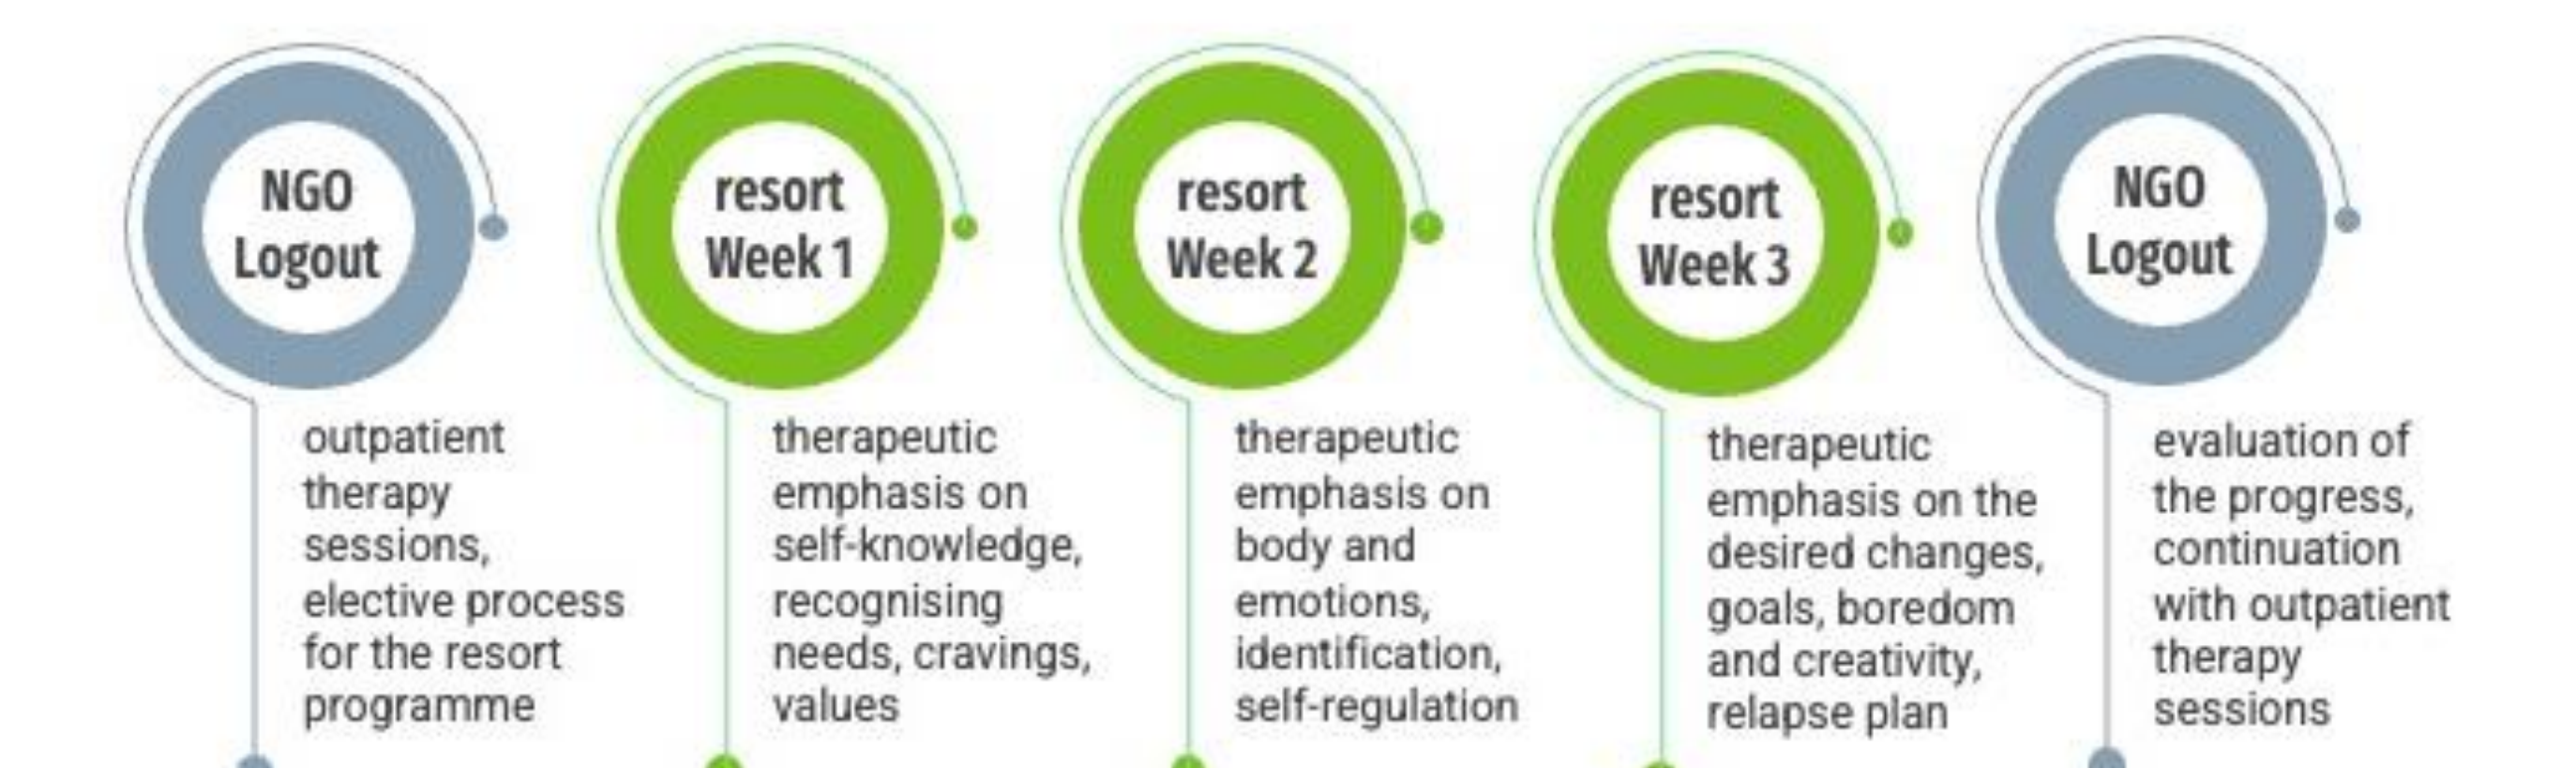 NGO
Logout
outpatient
therapy
sessions,
elective process
for the resort
programme
resort
Week 1
therapeutic
emphasis on
self-knowledge,
recognising
needs, cravings,
values
resort
Week 2
therapeutic
emphasis on
body and
emotions,
identification,
self-regulation
resort
Week 3
therapeutic
emphasis on the
desired changes,
goals, boredom
and creativity,
relapse plan
NGO
Logout
evaluation of
the progress,
continuation
with outpatient
therapy
sessions